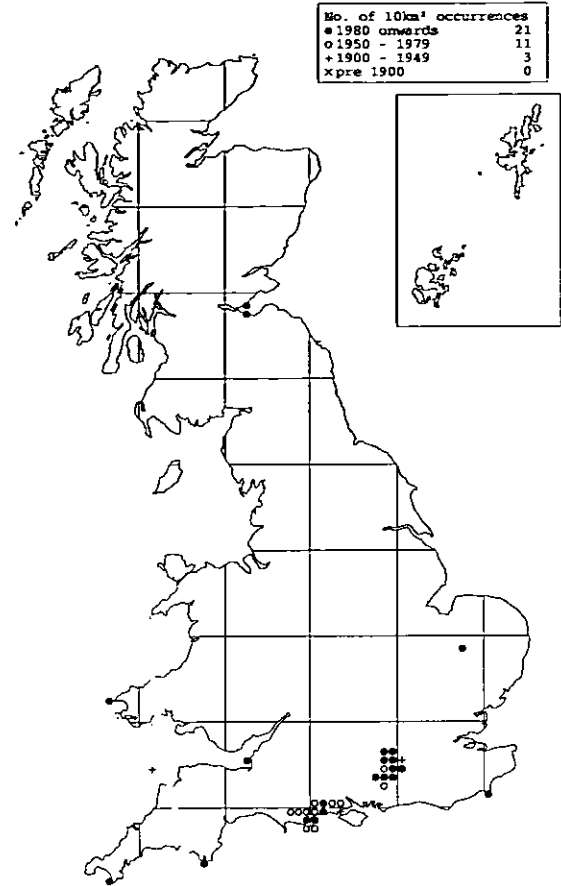 No. of 10km² occurrences
● 1980 onwards 21
o 1950 - 1979 11
+ 1900 - 1949 3
x pre 1900 0